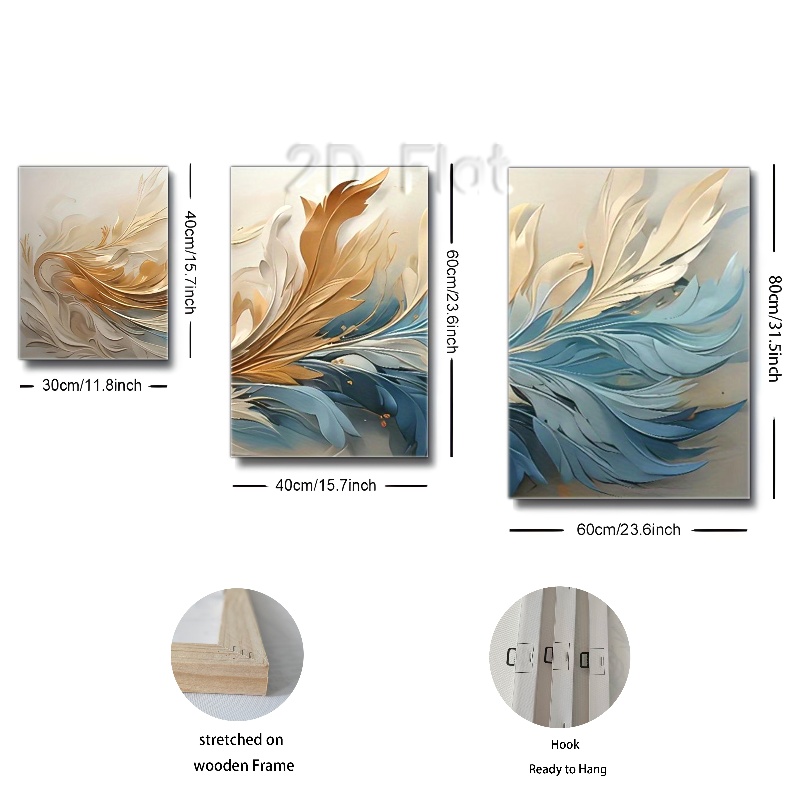 2D Flat
40cm/15.7inch
30cm/11.8inch
60cm/23.6inch
40cm/15.7inch
80cm/31.5inch
60cm/23.6inch
stretched on
wooden Frame
Hook
Ready to Hang